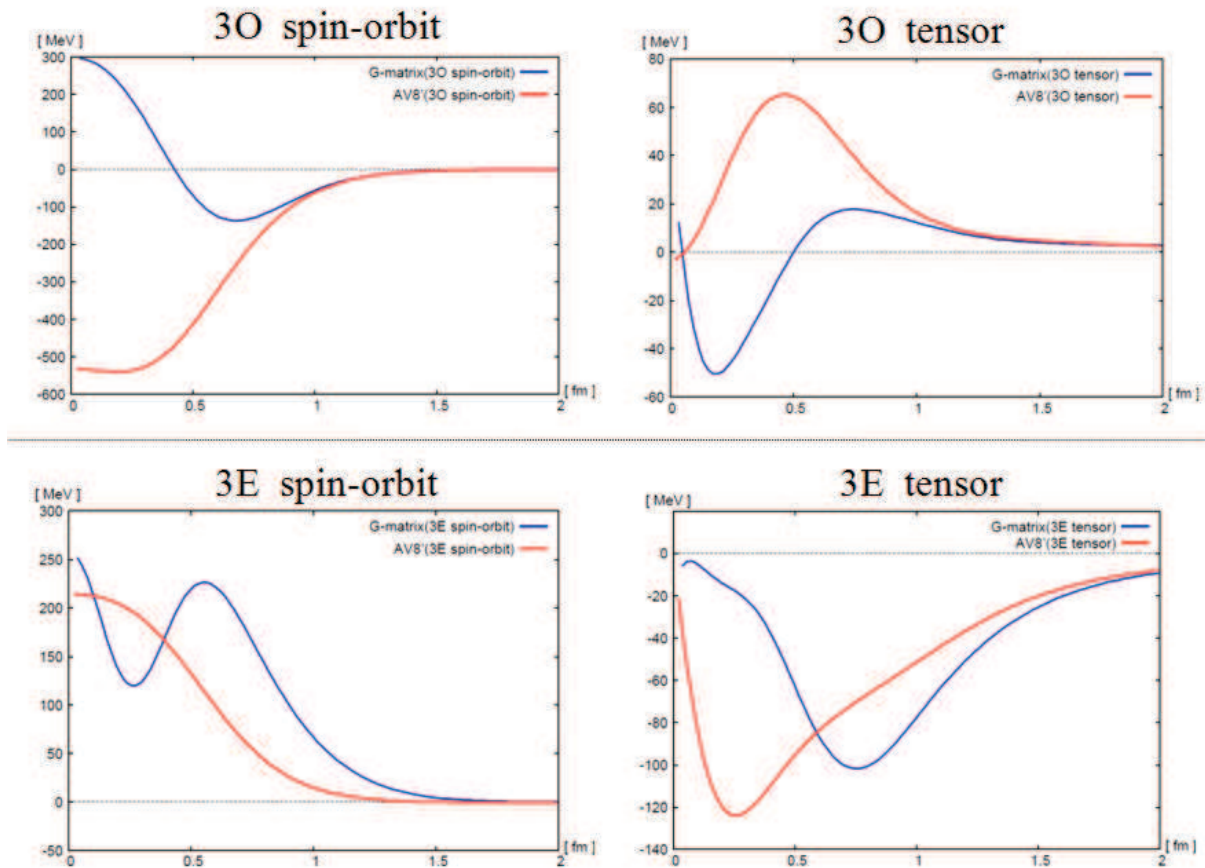 3O spin-orbit
[ MeV ]
300
200
100
0
-100
-200
-300
-400
-500
-600
G-matrix(3O spin-orbit)
AV8'(3O spin-orbit)
0
0.5
1
1.5
2
[ fm ]
3O tensor
[ MeV ]
80
60
40
20
0
-20
-40
-60
G-matrix(3O tensor)
AV8'(3O tensor)
0
0.5
1
1.5
2
[ fm ]
3E spin-orbit
[ MeV ]
300
250
200
150
100
50
0
-50
G-matrix(3E spin-orbit)
AV8'(3E spin-orbit)
0
0.5
1
1.5
2
[ fm ]
3E tensor
[ MeV ]
0
-20
-40
-60
-80
-100
-120
-140
G-matrix(3E tensor)
AV8'(3E tensor)
0
0.5
1
1.5
2
[ fm ]